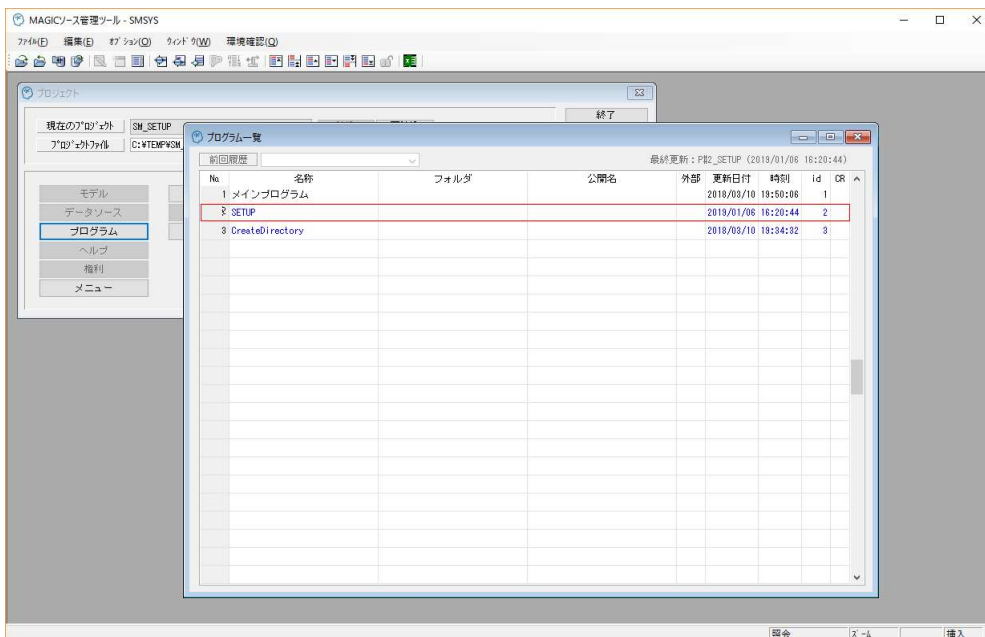 MAGICソース管理ツール - SMSYS
ﾌｧｲﾙ(F) 編集(E) ｵﾌﾟｼｮﾝ(O) ｳｨﾝﾄﾞｳ(W) 環境確認(Q)
プロジェクト
終了
現在のﾌﾟﾛｼﾞｪｸﾄ SM_SETUP
ﾌﾟﾛｼﾞｪｸﾄﾌｧｲﾙ C:¥TEMP¥SM_
モデル
データソース
プログラム
ヘルプ
権利
メニュー
プログラム一覧
前回履歴
最終更新 : P#2_SETUP (2019/01/06 16:20:44)
No. 名称 フォルダ 公開名 外部 更新日付 時刻 id CR
1 メインプログラム 2018/03/10 19:50:06 1
2 SETUP 2019/01/06 16:20:44 2
3 CreateDirectory 2018/03/10 19:34:32 3
照会 ｽﾞｰﾑ 挿入